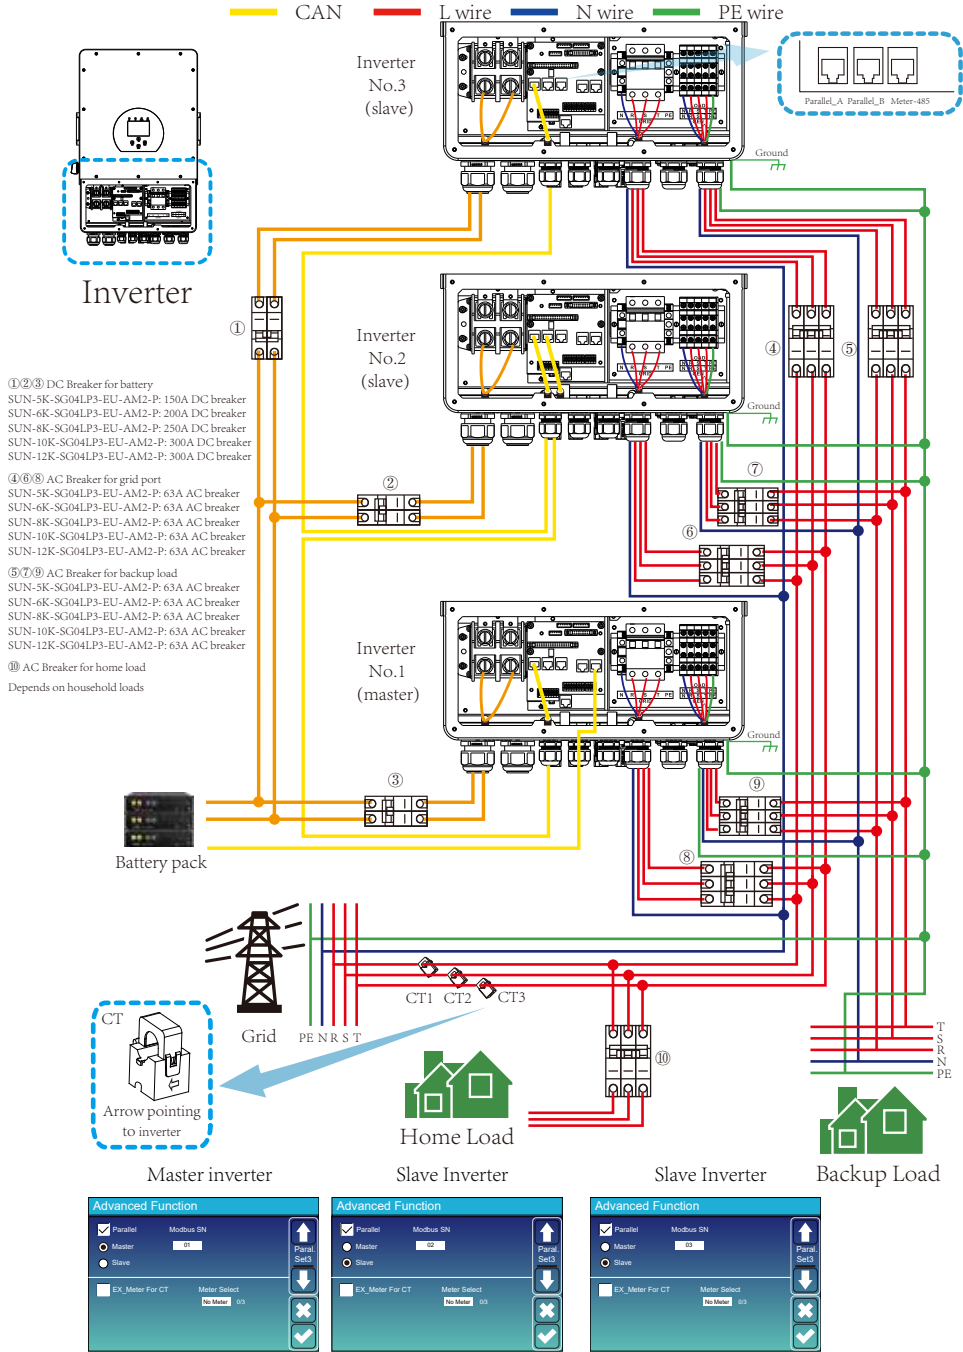 CAN
L wire
N wire
PE wire
Inverter
No.3
(slave)
Parallel_A Parallel_B Meter-485
Ground
Inverter
①
Inverter
No.2
(slave)
④
⑤
Ground
①②③ DC Breaker for battery
SUN-5K-SG04LP3-EU-AM2-P: 150A DC breaker
SUN-6K-SG04LP3-EU-AM2-P: 200A DC breaker
SUN-8K-SG04LP3-EU-AM2-P: 250A DC breaker
SUN-10K-SG04LP3-EU-AM2-P: 300A DC breaker
SUN-12K-SG04LP3-EU-AM2-P: 300A DC breaker
④⑥⑧ AC Breaker for grid port
SUN-5K-SG04LP3-EU-AM2-P: 63A AC breaker
SUN-6K-SG04LP3-EU-AM2-P: 63A AC breaker
SUN-8K-SG04LP3-EU-AM2-P: 63A AC breaker
SUN-10K-SG04LP3-EU-AM2-P: 63A AC breaker
SUN-12K-SG04LP3-EU-AM2-P: 63A AC breaker
⑤⑦⑨ AC Breaker for backup load
SUN-5K-SG04LP3-EU-AM2-P: 63A AC breaker
SUN-6K-SG04LP3-EU-AM2-P: 63A AC breaker
SUN-8K-SG04LP3-EU-AM2-P: 63A AC breaker
SUN-10K-SG04LP3-EU-AM2-P: 63A AC breaker
SUN-12K-SG04LP3-EU-AM2-P: 63A AC breaker
⑩ AC Breaker for home load
Depends on household loads
②
⑦
⑥
Inverter
No.1
(master)
Ground
③
⑨
⑧
Battery pack
CT1 CT2 CT3
Grid
PE N R S T
CT
Arrow pointing
to inverter
⑩
Home Load
T
S
R
N
PE
Backup Load
Master inverter
Advanced Function
Parallel
Modbus SN
Master
01
Slave
Paral.
Set3
EX_Meter For CT
Meter Select
No Meter 0/3
Slave Inverter
Advanced Function
Parallel
Modbus SN
Master
02
Slave
Paral.
Set3
EX_Meter For CT
Meter Select
No Meter 0/3
Slave Inverter
Advanced Function
Parallel
Modbus SN
Master
03
Slave
Paral.
Set3
EX_Meter For CT
Meter Select
No Meter 0/3